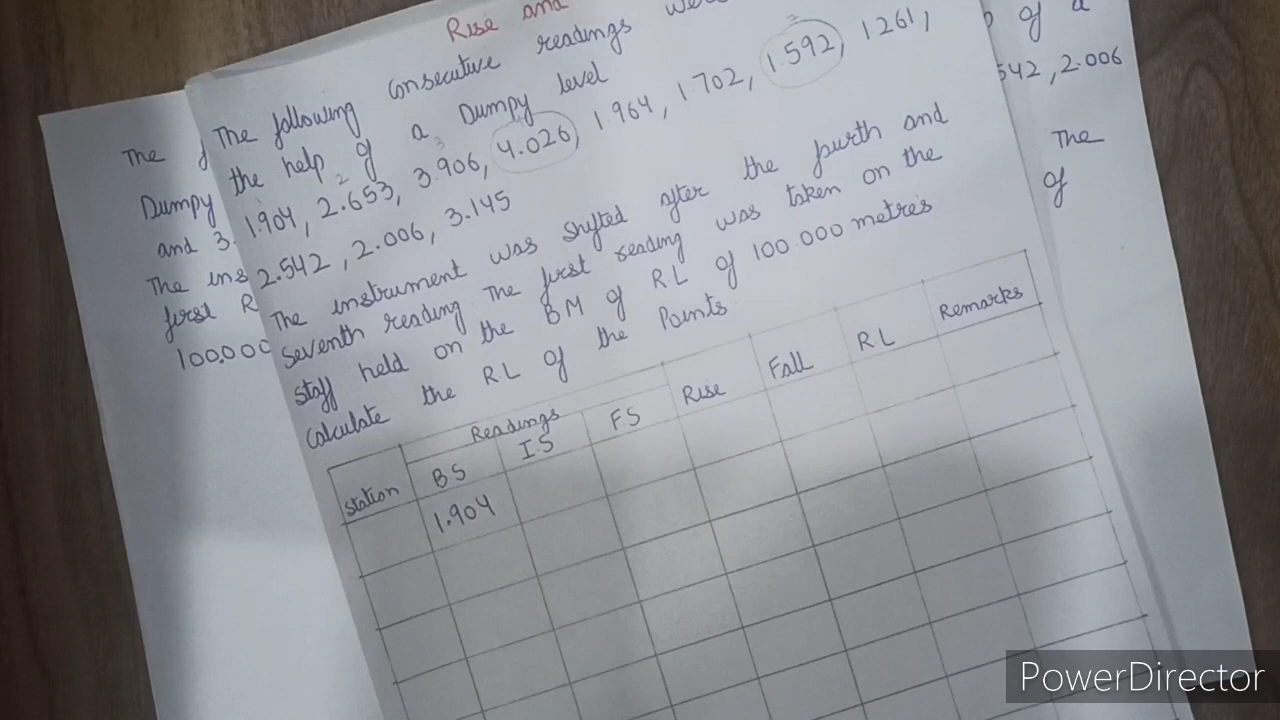 Rise and
The following consecutive readings were
the help of a Dumpy level
1.904, 2.653, 3.906, 4.026, 1.964, 1 702, 1.592, 1 261,
2.542, 2.006, 3.145
The instrument was shifted after the fourth and
seventh reading The first reading was taken on the
staff held on the BM of RL of 100.000 metres
Calculate the RL of the Points
Station Readings Rise Fall RL Remarks
BS I.S FS
1.904
The
Dumpy
and 3.
The ins
first R
100.000
of a
542, 2.006
The
of
PowerDirector